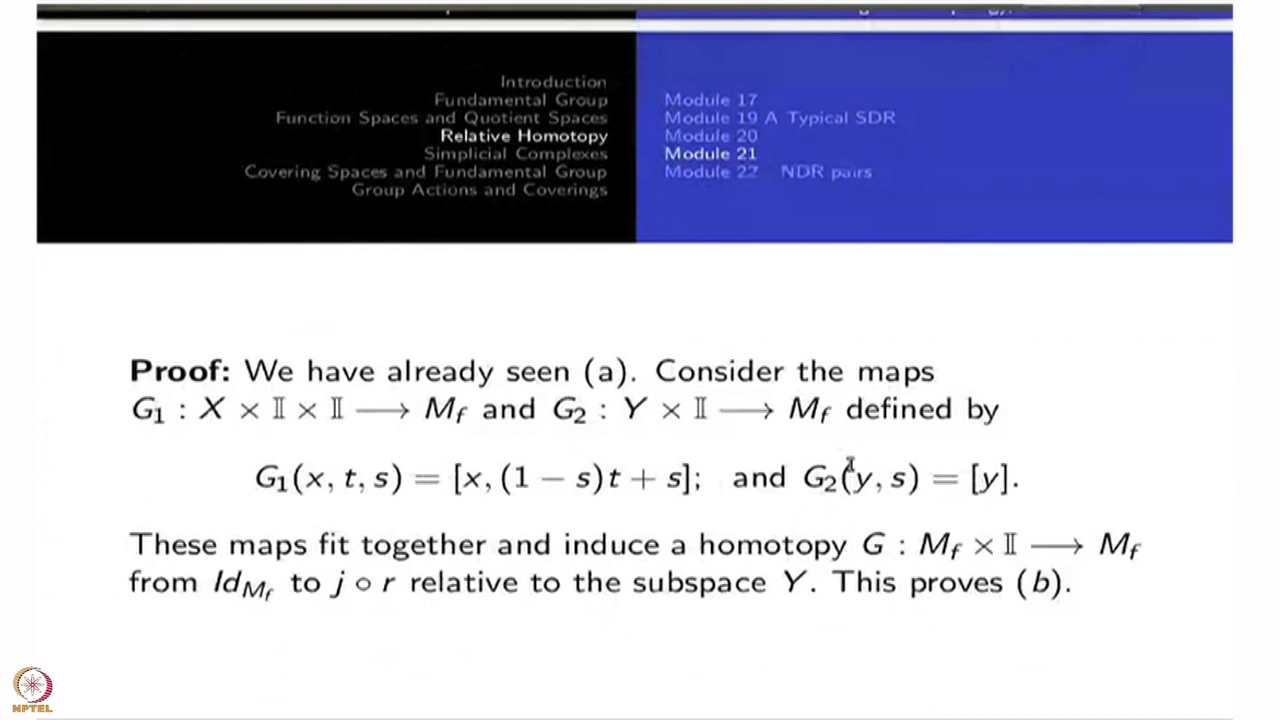 Introduction
Fundamental Group
Function Spaces and Quotient Spaces
Relative Homotopy
Simplicial Complexes
Covering Spaces and Fundamental Group
Group Actions and Coverings
Module 17
Module 19 A Typical SDR
Module 20
Module 21
Module 22 NDR pairs
Proof: We have already seen (a). Consider the maps
G₁ : X × 𝕀 × 𝕀 ⟶ M_f and G₂ : Y × 𝕀 ⟶ M_f defined by
G₁(x, t, s) = [x, (1 − s)t + s]; and G₂(y, s) = [y].
These maps fit together and induce a homotopy G : M_f × 𝕀 ⟶ M_f
from Id_{M_f} to j ∘ r relative to the subspace Y. This proves (b).
NPTEL